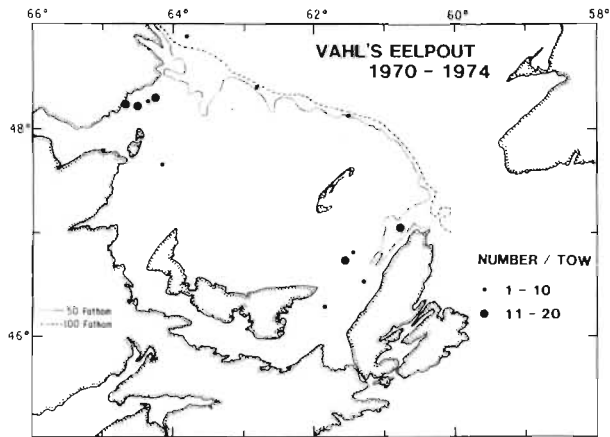 66° 64° 62° 60° 58°
VAHL'S EELPOUT
1970 - 1974
48°
NUMBER / TOW
1 - 10
11 - 20
50 Fathom
100 Fathom
46°